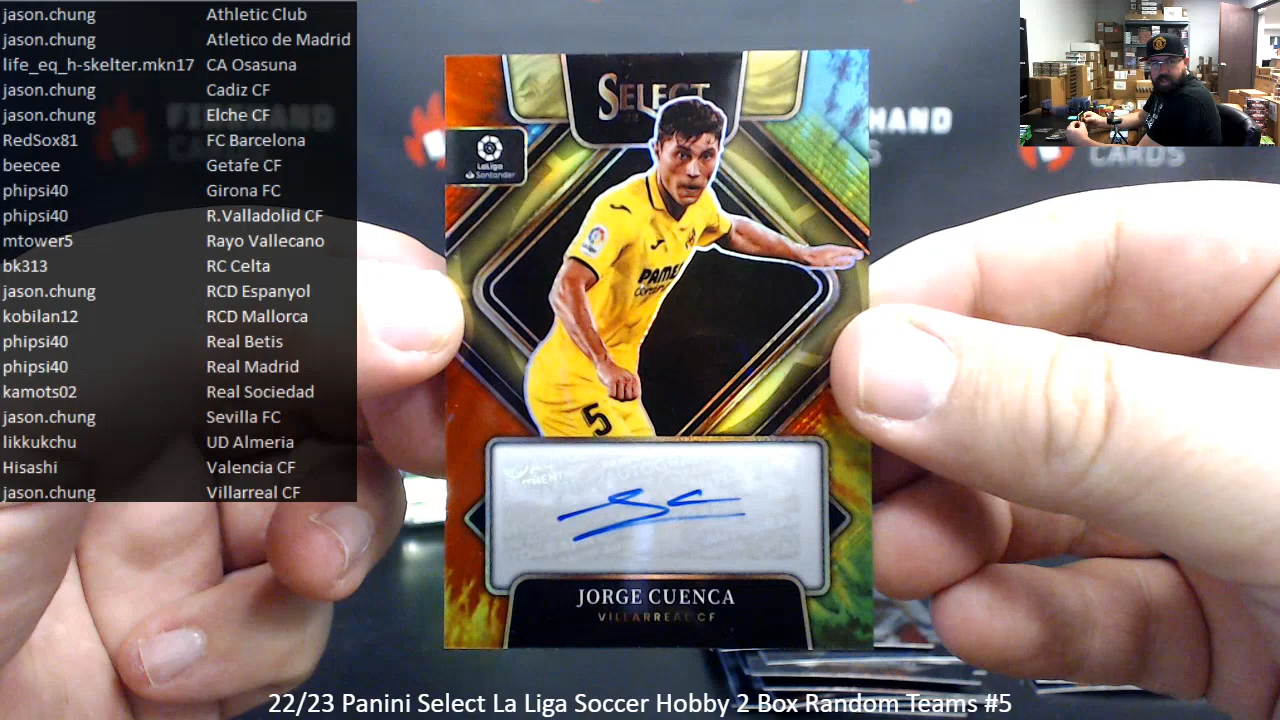 jason.chung Athletic Club
jason.chung Atletico de Madrid
life_eq_h-skelter.mkn17 CA Osasuna
jason.chung Cadiz CF
jason.chung Elche CF
RedSox81 FC Barcelona
beecee Getafe CF
phipsi40 Girona FC
phipsi40 R.Valladolid CF
mtower5 Rayo Vallecano
bk313 RC Celta
jason.chung RCD Espanyol
kobilan12 RCD Mallorca
phipsi40 Real Betis
phipsi40 Real Madrid
kamots02 Real Sociedad
jason.chung Sevilla FC
likkukchu UD Almeria
Hisashi Valencia CF
jason.chung Villarreal CF
SELECT
LaLiga
Santander
5
JORGE CUENCA
VILLARREAL CF
CARDS
22/23 Panini Select La Liga Soccer Hobby 2 Box Random Teams #5